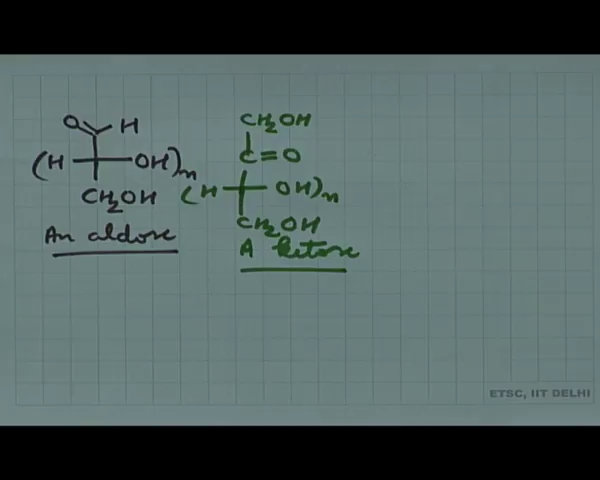 O H
(H OH)n
CH2OH
An aldose
CH2OH
C=O
(H OH)n
CH2OH
A ketose
ETSC, IIT DELHI